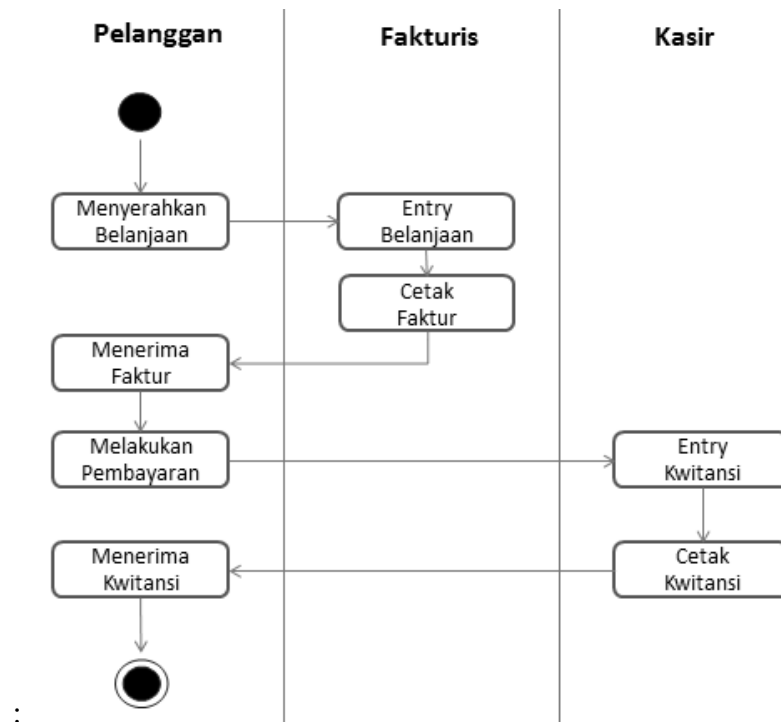 Pelanggan
Fakturis
Kasir
Menyerahkan
Belanjaan
Entry
Belanjaan
Cetak
Faktur
Menerima
Faktur
Melakukan
Pembayaran
Entry
Kwitansi
Menerima
Kwitansi
Cetak
Kwitansi
: